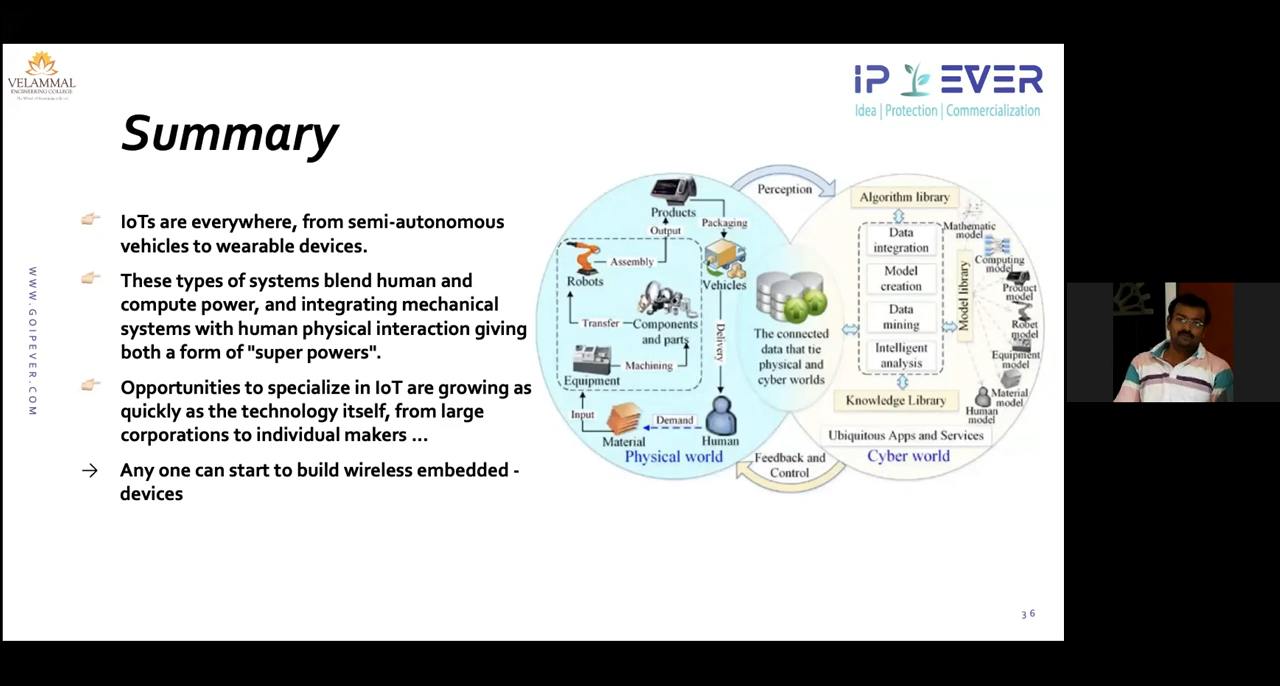 VELAMMAL
ENGINEERING COLLEGE
IP EVER
Idea | Protection | Commercialization
Summary
IoTs are everywhere, from semi-autonomous
vehicles to wearable devices.
These types of systems blend human and
compute power, and integrating mechanical
systems with human physical interaction giving
both a form of "super powers".
Opportunities to specialize in IoT are growing as
quickly as the technology itself, from large
corporations to individual makers ...
→ Any one can start to build wireless embedded -
devices
WWW.GOIPEVER.COM
Perception
Products
Output
Packaging
Assembly
Robots
Vehicles
Transfer
Components
and parts
Delivery
Machining
Equipment
Input
Material
Demand
Human
Physical world
The connected
data that tie
physical and
cyber worlds
Feedback and
Control
Algorithm library
Data
integration
Model
creation
Data
mining
Intelligent
analysis
Knowledge Library
Model library
Mathematic
model
Computing
model
Product
model
Robet
model
Equipment
model
Material
model
Human
model
Ubiquitous Apps and Services
Cyber world
36